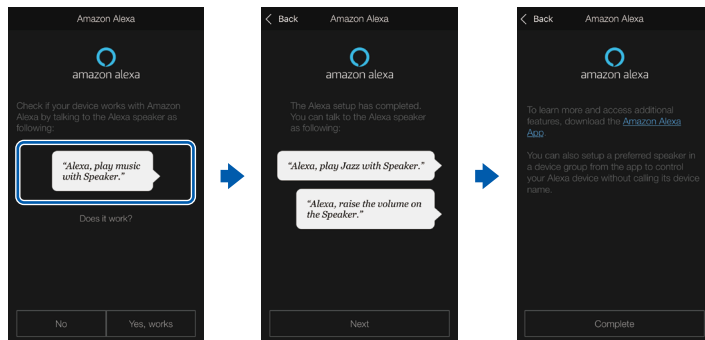 Amazon Alexa
amazon alexa
Check if your device works with Amazon
Alexa by talking to the Alexa speaker as
following:
“Alexa, play music
with Speaker.”
Does it work?
No
Yes, works
Back
Amazon Alexa
amazon alexa
The Alexa setup has completed.
You can talk to the Alexa speaker
as following:
“Alexa, play Jazz with Speaker.”
“Alexa, raise the volume on
the Speaker.”
Next
Back
Amazon Alexa
amazon alexa
To learn more and access additional
features, download the Amazon Alexa
App.
You can also setup a preferred speaker in
a device group from the app to control
your Alexa device without calling its device
name.
Complete